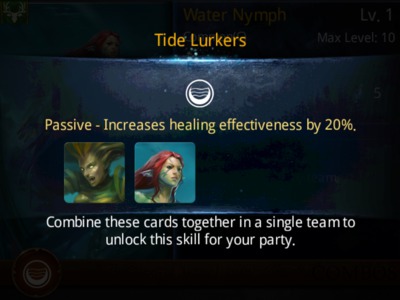 Water Nymph
Lv. 1
Tide Lurkers
Max Level: 10
5
Passive - Increases healing effectiveness by 20%.
Combine these cards together in a single team to
unlock this skill for your party.